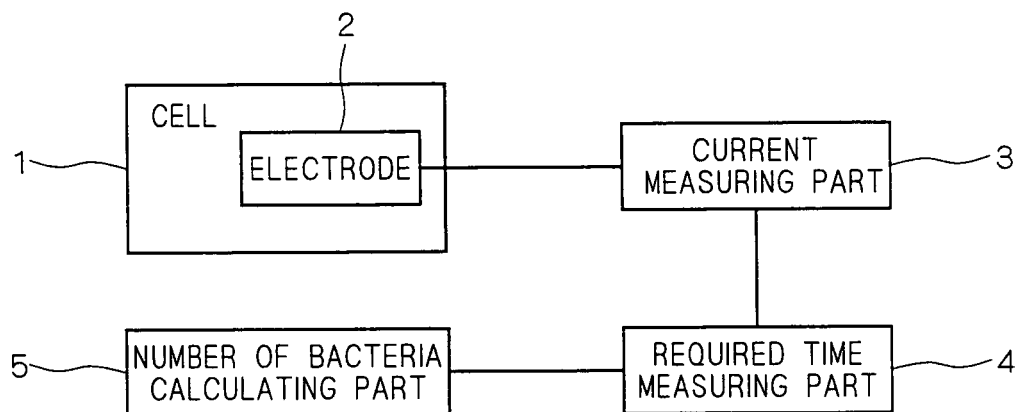 2
CELL
1
ELECTRODE
CURRENT
MEASURING PART
3
5
NUMBER OF BACTERIA
CALCULATING PART
REQUIRED TIME
MEASURING PART
4